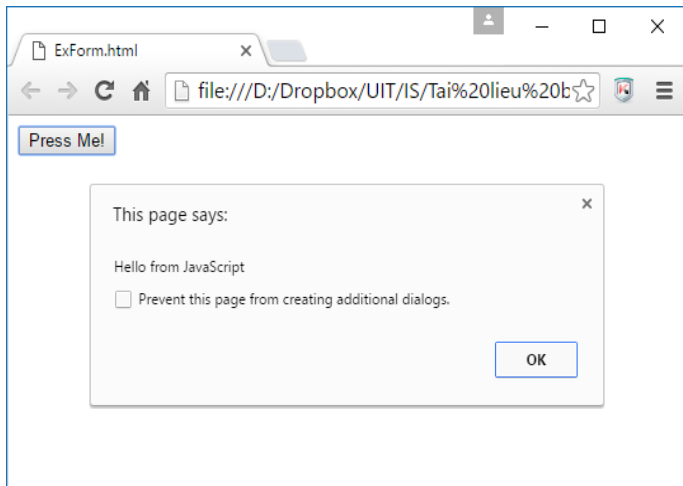 ExForm.html
file:///D:/Dropbox/UIT/IS/Tai%20lieu%20b
Press Me!
This page says:
Hello from JavaScript
Prevent this page from creating additional dialogs.
OK